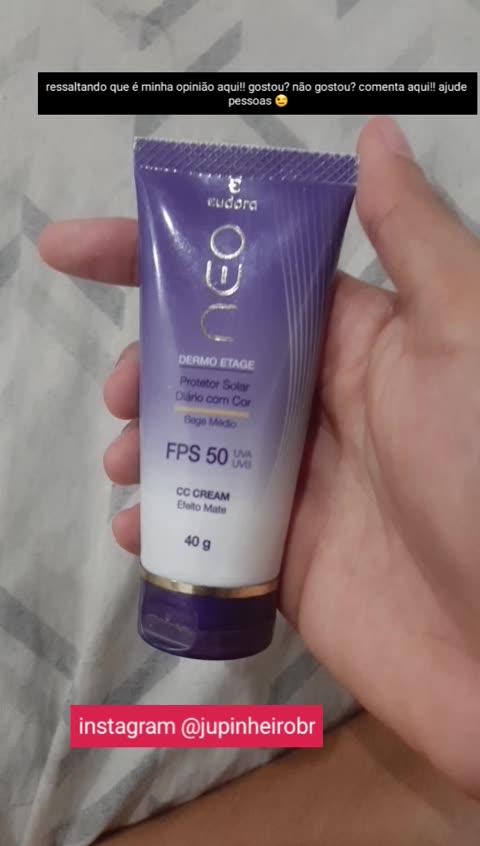 ressaltando que é minha opinião aqui!! gostou? não gostou? comenta aqui!! ajude
pessoas 😉
eudora
neo
DERMO ETAGE
Protetor Solar
Diário com Cor
Bege Médio
FPS 50 UVA
UVB
CC CREAM
Efeito Mate
40 g
instagram @jupinheirobr